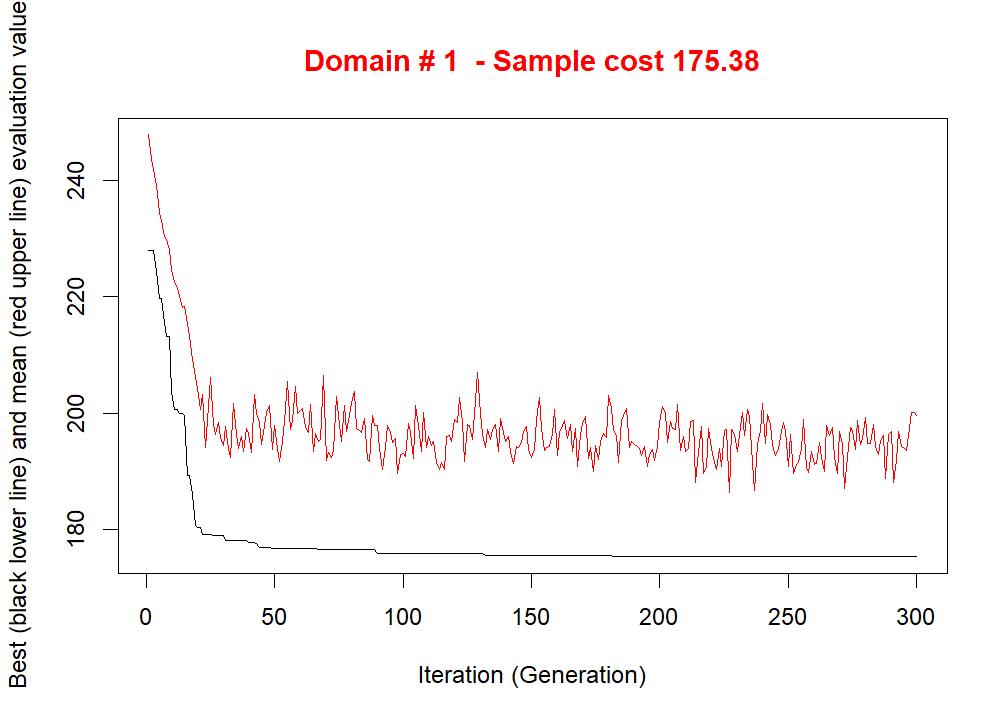 Domain # 1  - Sample cost 175.38
Best (black lower line) and mean (red upper line) evaluation value
240
220
200
180
0 50 100 150 200 250 300
Iteration (Generation)